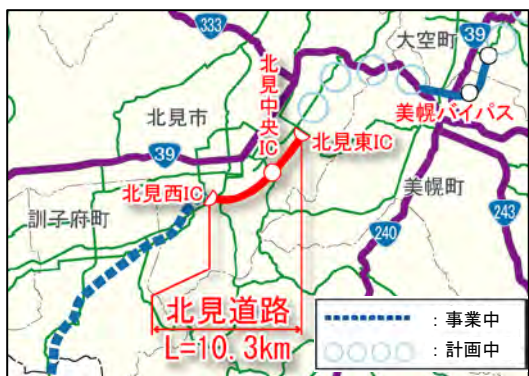 333
39
大空町
北見中央IC
北見市
美幌バイパス
北見東IC
39
北見西IC
美幌町
訓子府町
243
240
北見道路
L=10.3km
：事業中
：計画中